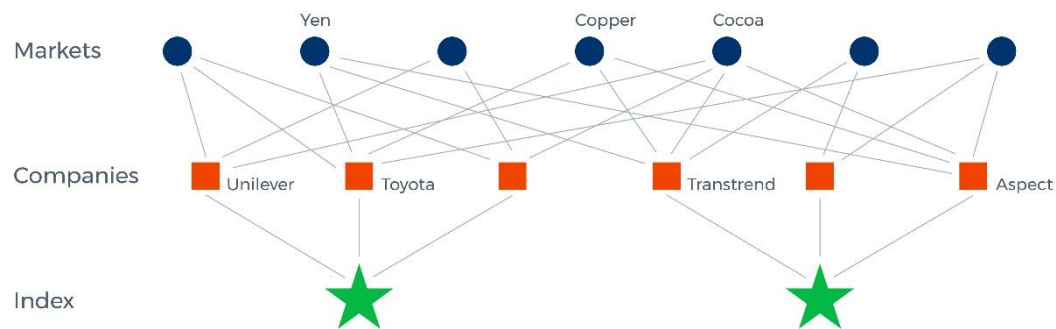 Yen
Copper
Cocoa
Markets
Companies
Unilever
Toyota
Transtrend
Aspect
Index